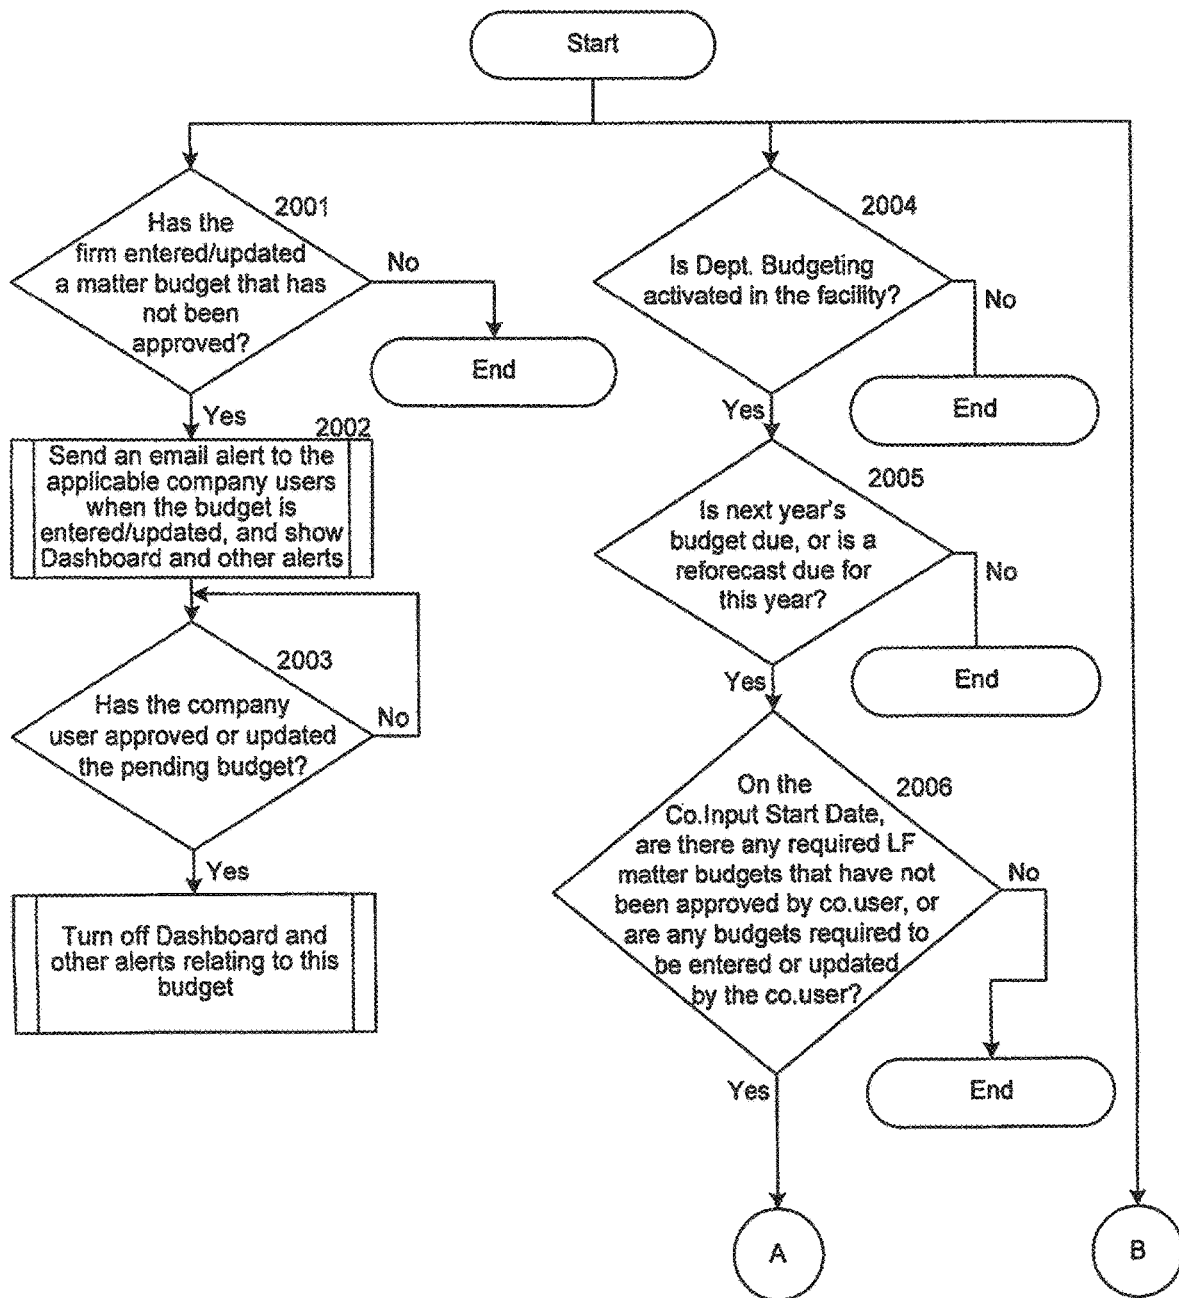 Start
2001
Has the
firm entered/updated
a matter budget that has
not been
approved?
No
End
Yes
2002
Send an email alert to the
applicable company users
when the budget is
entered/updated, and show
Dashboard and other alerts
2003
Has the company
user approved or updated
the pending budget?
No
Yes
Turn off Dashboard and
other alerts relating to this
budget
2004
Is Dept. Budgeting
activated in the facility?
No
End
Yes
2005
Is next year's
budget due, or is a
reforecast due for
this year?
No
End
Yes
2006
On the
Co.Input Start Date,
are there any required LF
matter budgets that have not
been approved by co.user, or
are any budgets required to
be entered or updated
by the co.user?
No
End
Yes
A
B